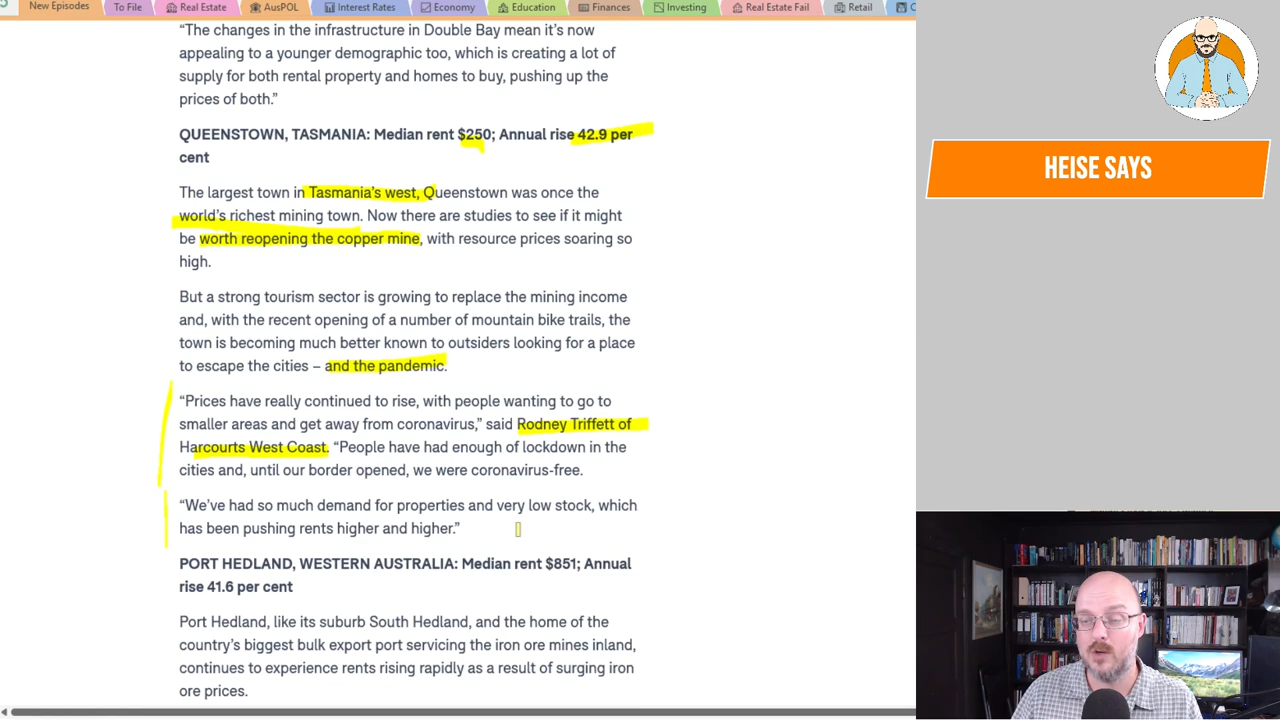 New Episodes
To File
Real Estate
AusPOL
Interest Rates
Economy
Education
Finances
Investing
Real Estate Fail
Retail
“The changes in the infrastructure in Double Bay mean it’s now
appealing to a younger demographic too, which is creating a lot of
supply for both rental property and homes to buy, pushing up the
prices of both.”
QUEENSTOWN, TASMANIA: Median rent $250; Annual rise 42.9 per
cent
The largest town in Tasmania’s west, Queenstown was once the
world’s richest mining town. Now there are studies to see if it might
be worth reopening the copper mine, with resource prices soaring so
high.
But a strong tourism sector is growing to replace the mining income
and, with the recent opening of a number of mountain bike trails, the
town is becoming much better known to outsiders looking for a place
to escape the cities – and the pandemic.
“Prices have really continued to rise, with people wanting to go to
smaller areas and get away from coronavirus,” said Rodney Triffett of
Harcourts West Coast. “People have had enough of lockdown in the
cities and, until our border opened, we were coronavirus-free.
“We’ve had so much demand for properties and very low stock, which
has been pushing rents higher and higher.”
PORT HEDLAND, WESTERN AUSTRALIA: Median rent $851; Annual
rise 41.6 per cent
Port Hedland, like its suburb South Hedland, and the home of the
country’s biggest bulk export port servicing the iron ore mines inland,
continues to experience rents rising rapidly as a result of surging iron
ore prices.
HEISE SAYS